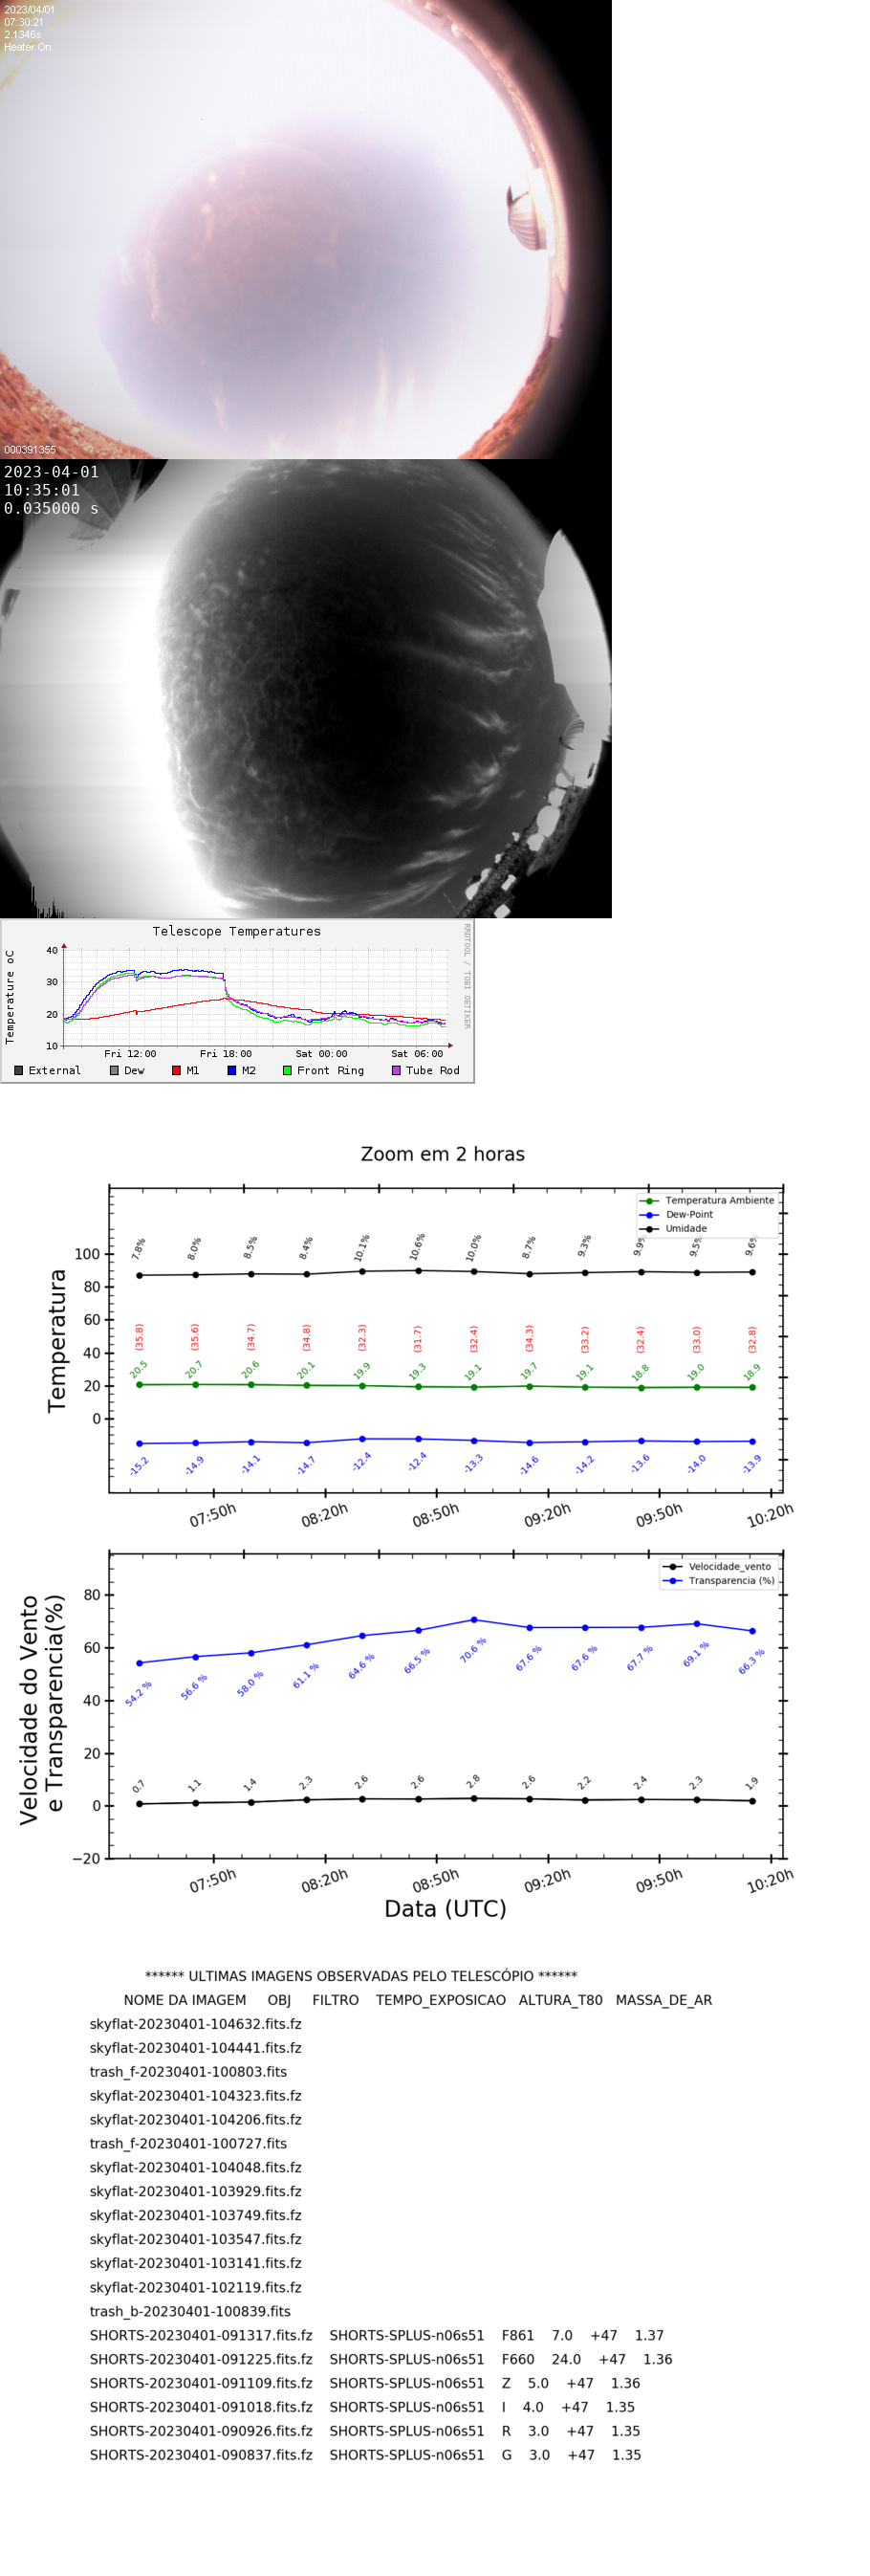 2023/04/01
07:30:21
2.1346s
Heater On
000391355
2023-04-01
10:35:01
0.035000 s
Telescope Temperatures
RRDTOOL / TOBI OETIKER
Temperature oC
40
30
20
10
Fri 12:00 Fri 18:00 Sat 00:00 Sat 06:00
External Dew M1 M2 Front Ring Tube Rod
Zoom em 2 horas
Temperatura Ambiente
Dew-Point
Umidade
Temperatura
100
80
60
40
20
0
7.8% 8.0% 8.5% 8.4% 10.1% 10.6% 10.0% 8.7% 9.3% 9.9% 9.5% 9.6%
(35.8) (35.6) (34.7) (34.8) (32.3) (31.7) (32.4) (34.3) (33.2) (32.4) (33.0) (32.8)
20.5 20.7 20.6 20.1 19.9 19.3 19.1 19.7 19.1 18.8 19.0 18.9
-15.2 -14.9 -14.1 -14.7 -12.4 -12.4 -13.3 -14.6 -14.2 -13.6 -14.0 -13.9
07:50h 08:20h 08:50h 09:20h 09:50h 10:20h
Velocidade_vento
Transparencia (%)
Velocidade do Vento
e Transparencia(%)
80
60
40
20
0
−20
54.2 % 56.6 % 58.0 % 61.1 % 64.6 % 66.5 % 70.6 % 67.6 % 67.6 % 67.7 % 69.1 % 66.3 %
0.7 1.1 1.4 2.3 2.6 2.6 2.8 2.6 2.2 2.4 2.3 1.9
07:50h 08:20h 08:50h 09:20h 09:50h 10:20h
Data (UTC)
****** ULTIMAS IMAGENS OBSERVADAS PELO TELESCÓPIO ******
NOME DA IMAGEM OBJ FILTRO TEMPO_EXPOSICAO ALTURA_T80 MASSA_DE_AR
skyflat-20230401-104632.fits.fz
skyflat-20230401-104441.fits.fz
trash_f-20230401-100803.fits
skyflat-20230401-104323.fits.fz
skyflat-20230401-104206.fits.fz
trash_f-20230401-100727.fits
skyflat-20230401-104048.fits.fz
skyflat-20230401-103929.fits.fz
skyflat-20230401-103749.fits.fz
skyflat-20230401-103547.fits.fz
skyflat-20230401-103141.fits.fz
skyflat-20230401-102119.fits.fz
trash_b-20230401-100839.fits
SHORTS-20230401-091317.fits.fz SHORTS-SPLUS-n06s51 F861 7.0 +47 1.37
SHORTS-20230401-091225.fits.fz SHORTS-SPLUS-n06s51 F660 24.0 +47 1.36
SHORTS-20230401-091109.fits.fz SHORTS-SPLUS-n06s51 Z 5.0 +47 1.36
SHORTS-20230401-091018.fits.fz SHORTS-SPLUS-n06s51 I 4.0 +47 1.35
SHORTS-20230401-090926.fits.fz SHORTS-SPLUS-n06s51 R 3.0 +47 1.35
SHORTS-20230401-090837.fits.fz SHORTS-SPLUS-n06s51 G 3.0 +47 1.35